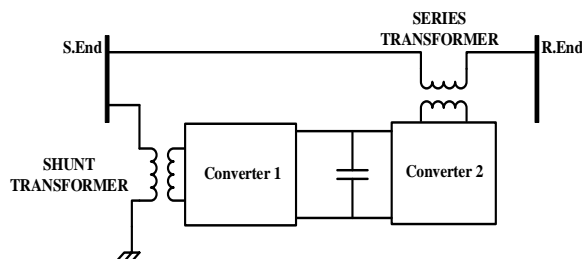 SERIES
TRANSFORMER
S.End
R.End
SHUNT
TRANSFORMER
Converter 1
Converter 2